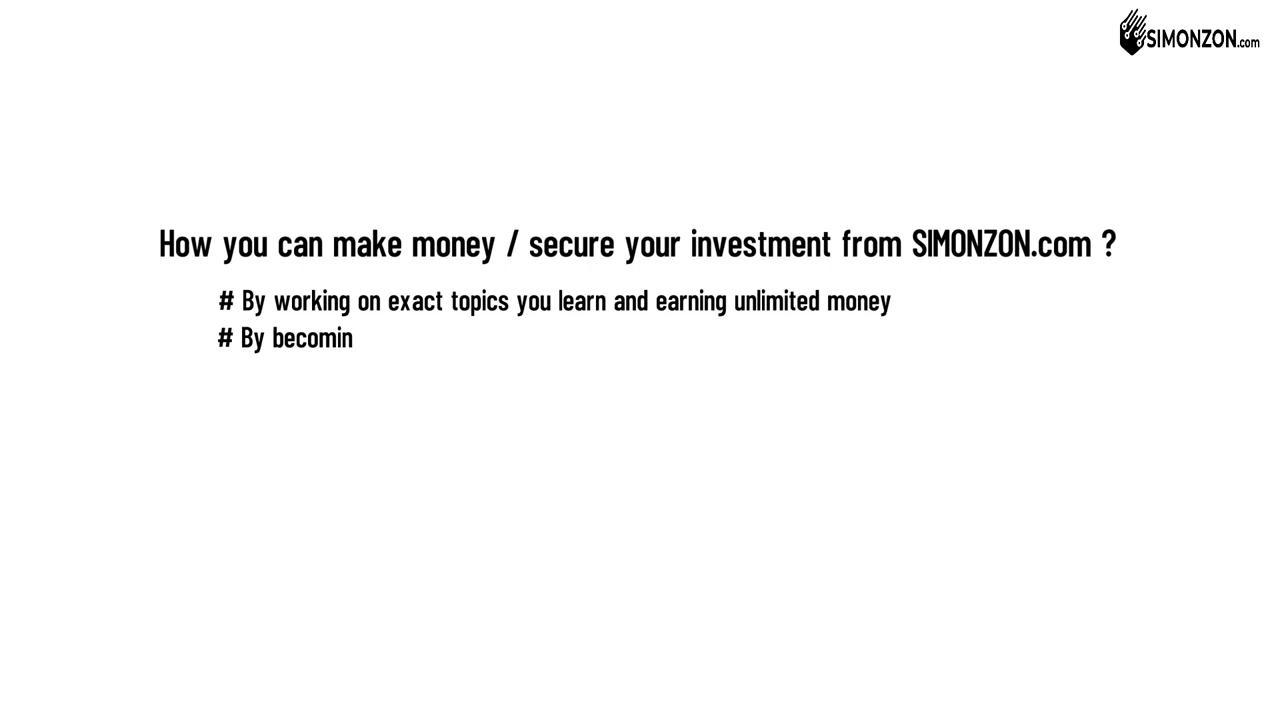 SIMONZON.com
How you can make money / secure your investment from SIMONZON.com ?
# By working on exact topics you learn and earning unlimited money
# By becomin